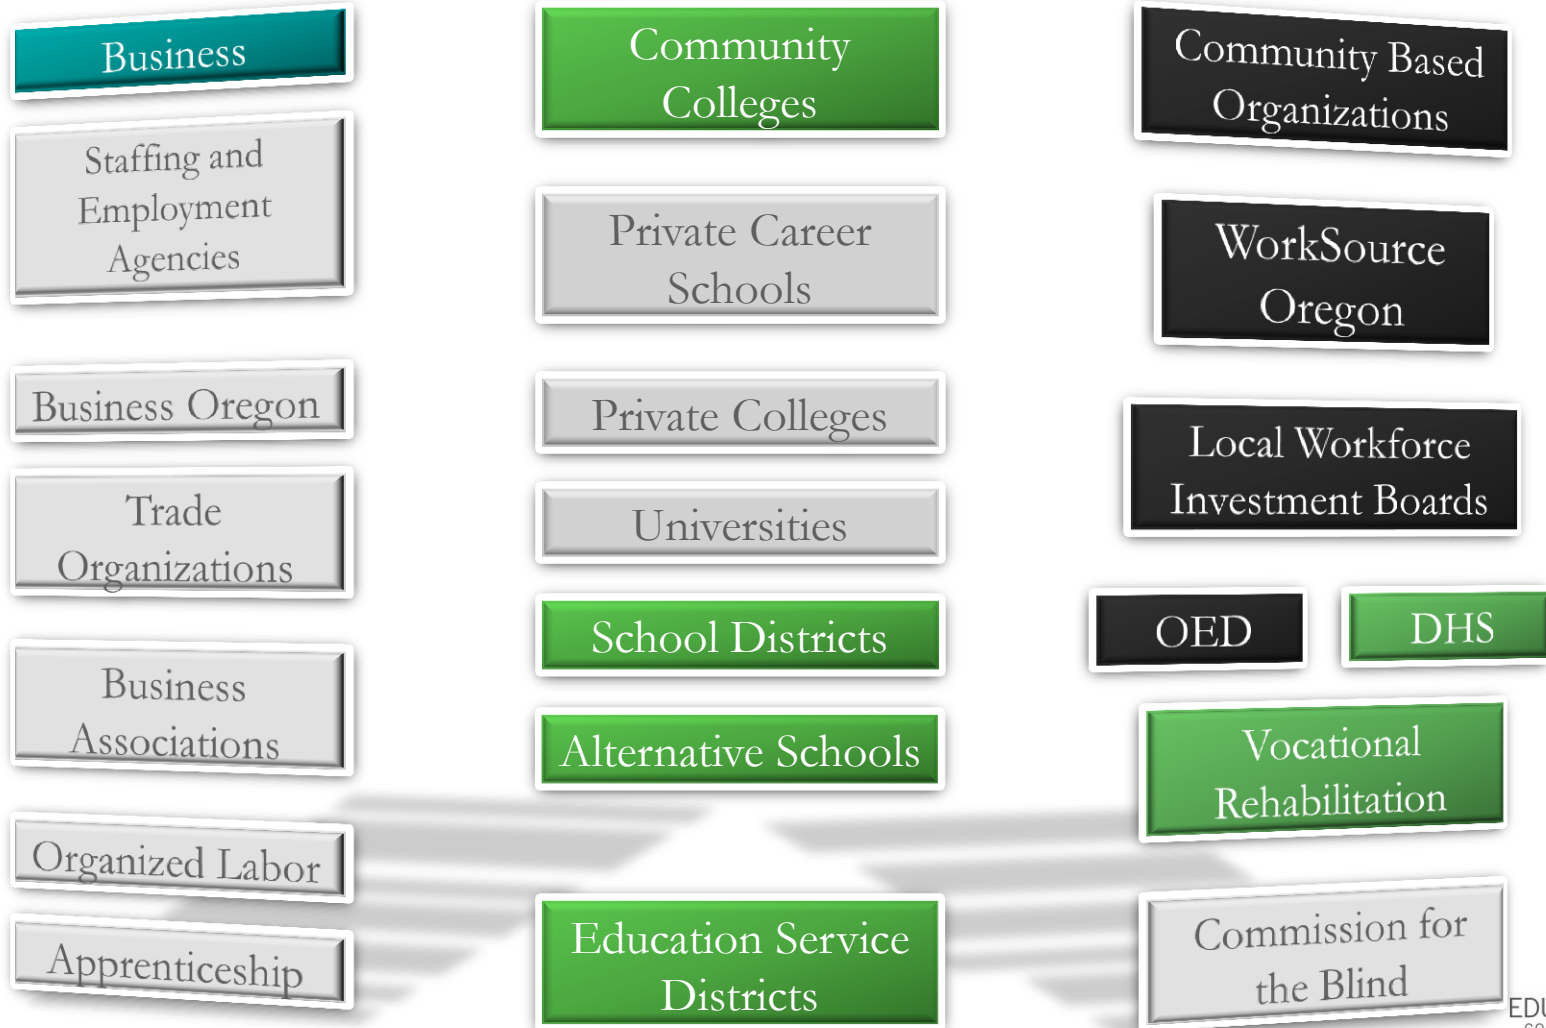 Business
Staffing and
Employment
Agencies
Business Oregon
Trade
Organizations
Business
Associations
Organized Labor
Apprenticeship
Community
Colleges
Private Career
Schools
Private Colleges
Universities
School Districts
Alternative Schools
Education Service
Districts
Community Based
Organizations
WorkSource
Oregon
Local Workforce
Investment Boards
OED
DHS
Vocational
Rehabilitation
Commission for
the Blind